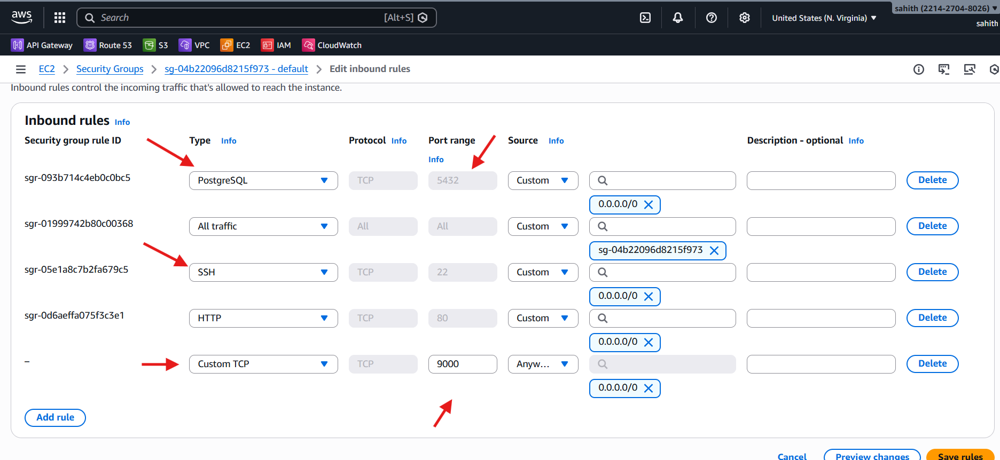 aws
Search [Alt+S]
United States (N. Virginia)
sahith (2214-2704-8026)
sahith
API Gateway Route 53 S3 VPC EC2 IAM CloudWatch
EC2 Security Groups sg-04b22096d8215f973 - default Edit inbound rules
Inbound rules control the incoming traffic that's allowed to reach the instance.
Inbound rules Info
Security group rule ID Type Info Protocol Info Port range Info Source Info Description - optional Info
sgr-093b714c4eb0c0bc5 PostgreSQL TCP 5432 Custom Delete
0.0.0.0/0
sgr-01999742b80c00368 All traffic All All Custom Delete
sg-04b22096d8215f973
sgr-05e1a8c7b2fa679c5 SSH TCP 22 Custom Delete
0.0.0.0/0
sgr-0d6aeffa075f3c3e1 HTTP TCP 80 Custom Delete
0.0.0.0/0
– Custom TCP TCP 9000 Anyw... Delete
0.0.0.0/0
Add rule
Cancel Preview changes Save rules